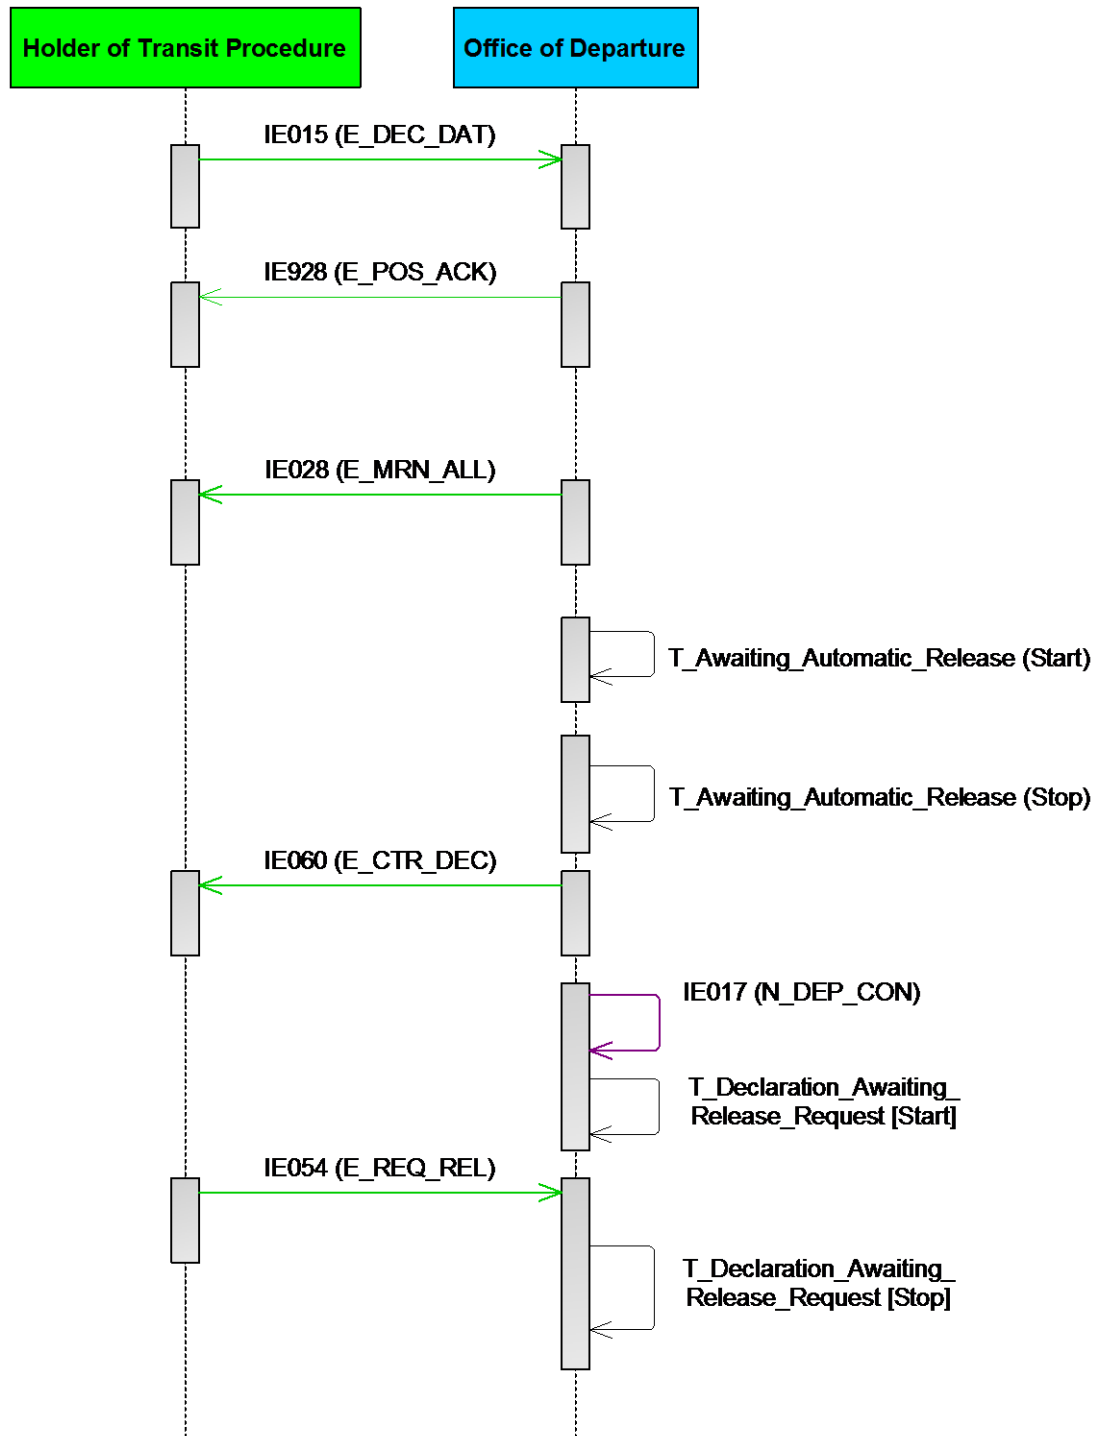 Holder of Transit Procedure
Office of Departure
IE015 (E_DEC_DAT)
IE928 (E_POS_ACK)
IE028 (E_MRN_ALL)
T_Awaiting_Automatic_Release (Start)
T_Awaiting_Automatic_Release (Stop)
IE060 (E_CTR_DEC)
IE017 (N_DEP_CON)
T_Declaration_Awaiting_
Release_Request [Start]
IE054 (E_REQ_REL)
T_Declaration_Awaiting_
Release_Request [Stop]